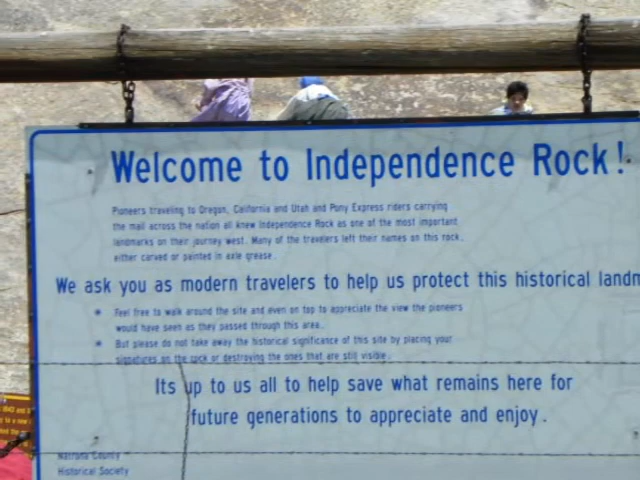 Welcome to Independence Rock!
Pioneers traveling to Oregon, California and Utah and Pony Express riders carrying
the mail across the nation all knew Independence Rock as one of the most important
landmarks on their journey west. Many of the travelers left their names on this rock,
either carved or painted in axle grease.
We ask you as modern travelers to help us protect this historical landm
* Feel free to walk around the site and even on top to appreciate the view the pioneers
would have seen as they passed through this area.
* But please do not take away the historical significance of this site by placing your
signatures on the rock or destroying the ones that are still visible.
Its up to us all to help save what remains here for
future generations to appreciate and enjoy.
Natrona County
Historical Society